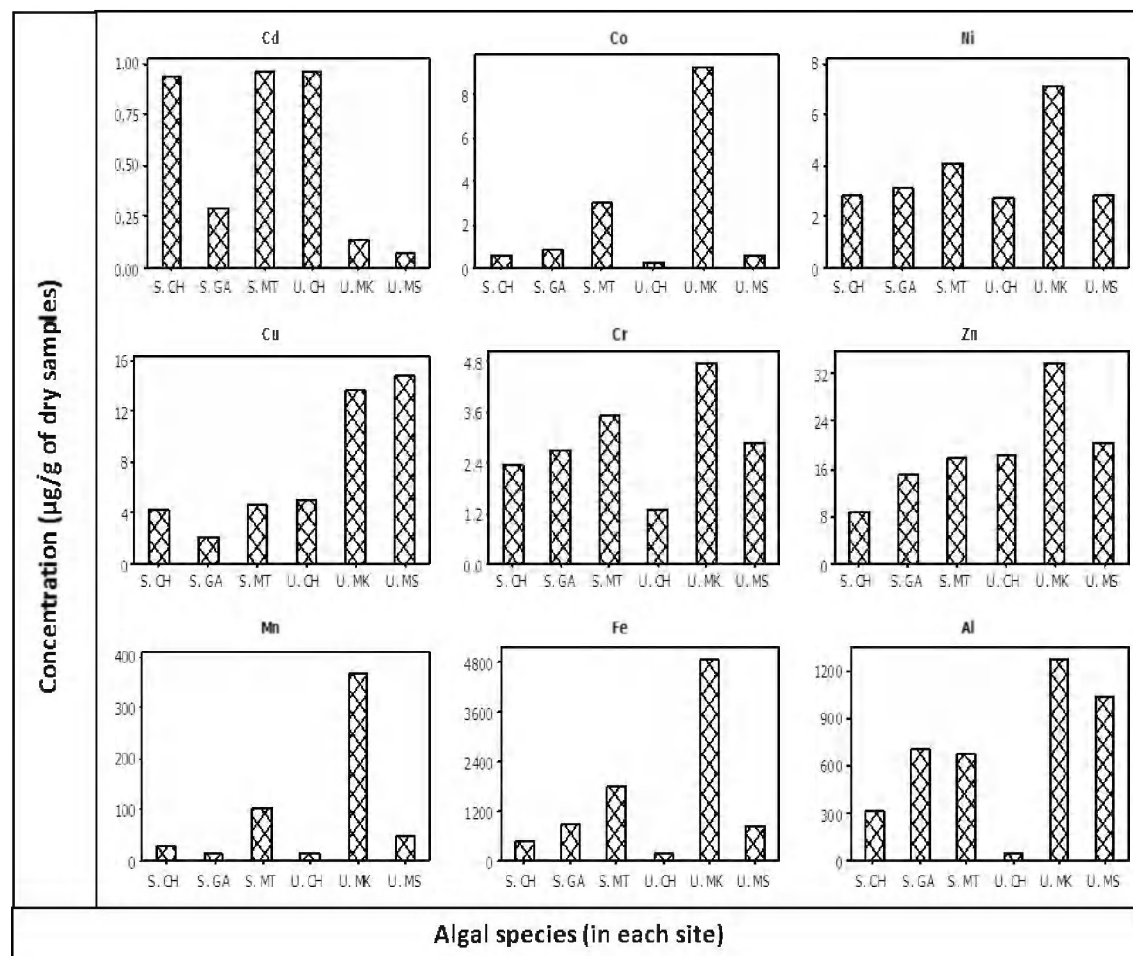 Concentration (µg/g of dry samples)
Cd
1,00
0,75
0,50
0,25
0,00
S. CH S. GA S. MT U. CH U. MK U. MS
Co
8
6
4
2
0
S. CH S. GA S. MT U. CH U. MK U. MS
Ni
8
6
4
2
0
S. CH S. GA S. MT U. CH U. MK U. MS
Cu
16
12
8
4
0
S. CH S. GA S. MT U. CH U. MK U. MS
Cr
4,8
3,6
2,4
1,2
0,0
S. CH S. GA S. MT U. CH U. MK U. MS
Zn
32
24
16
8
0
S. CH S. GA S. MT U. CH U. MK U. MS
Mn
400
300
200
100
0
S. CH S. GA S. MT U. CH U. MK U. MS
Fe
4800
3600
2400
1200
0
S. CH S. GA S. MT U. CH U. MK U. MS
Al
1200
900
600
300
0
S. CH S. GA S. MT U. CH U. MK U. MS
Algal species (in each site)